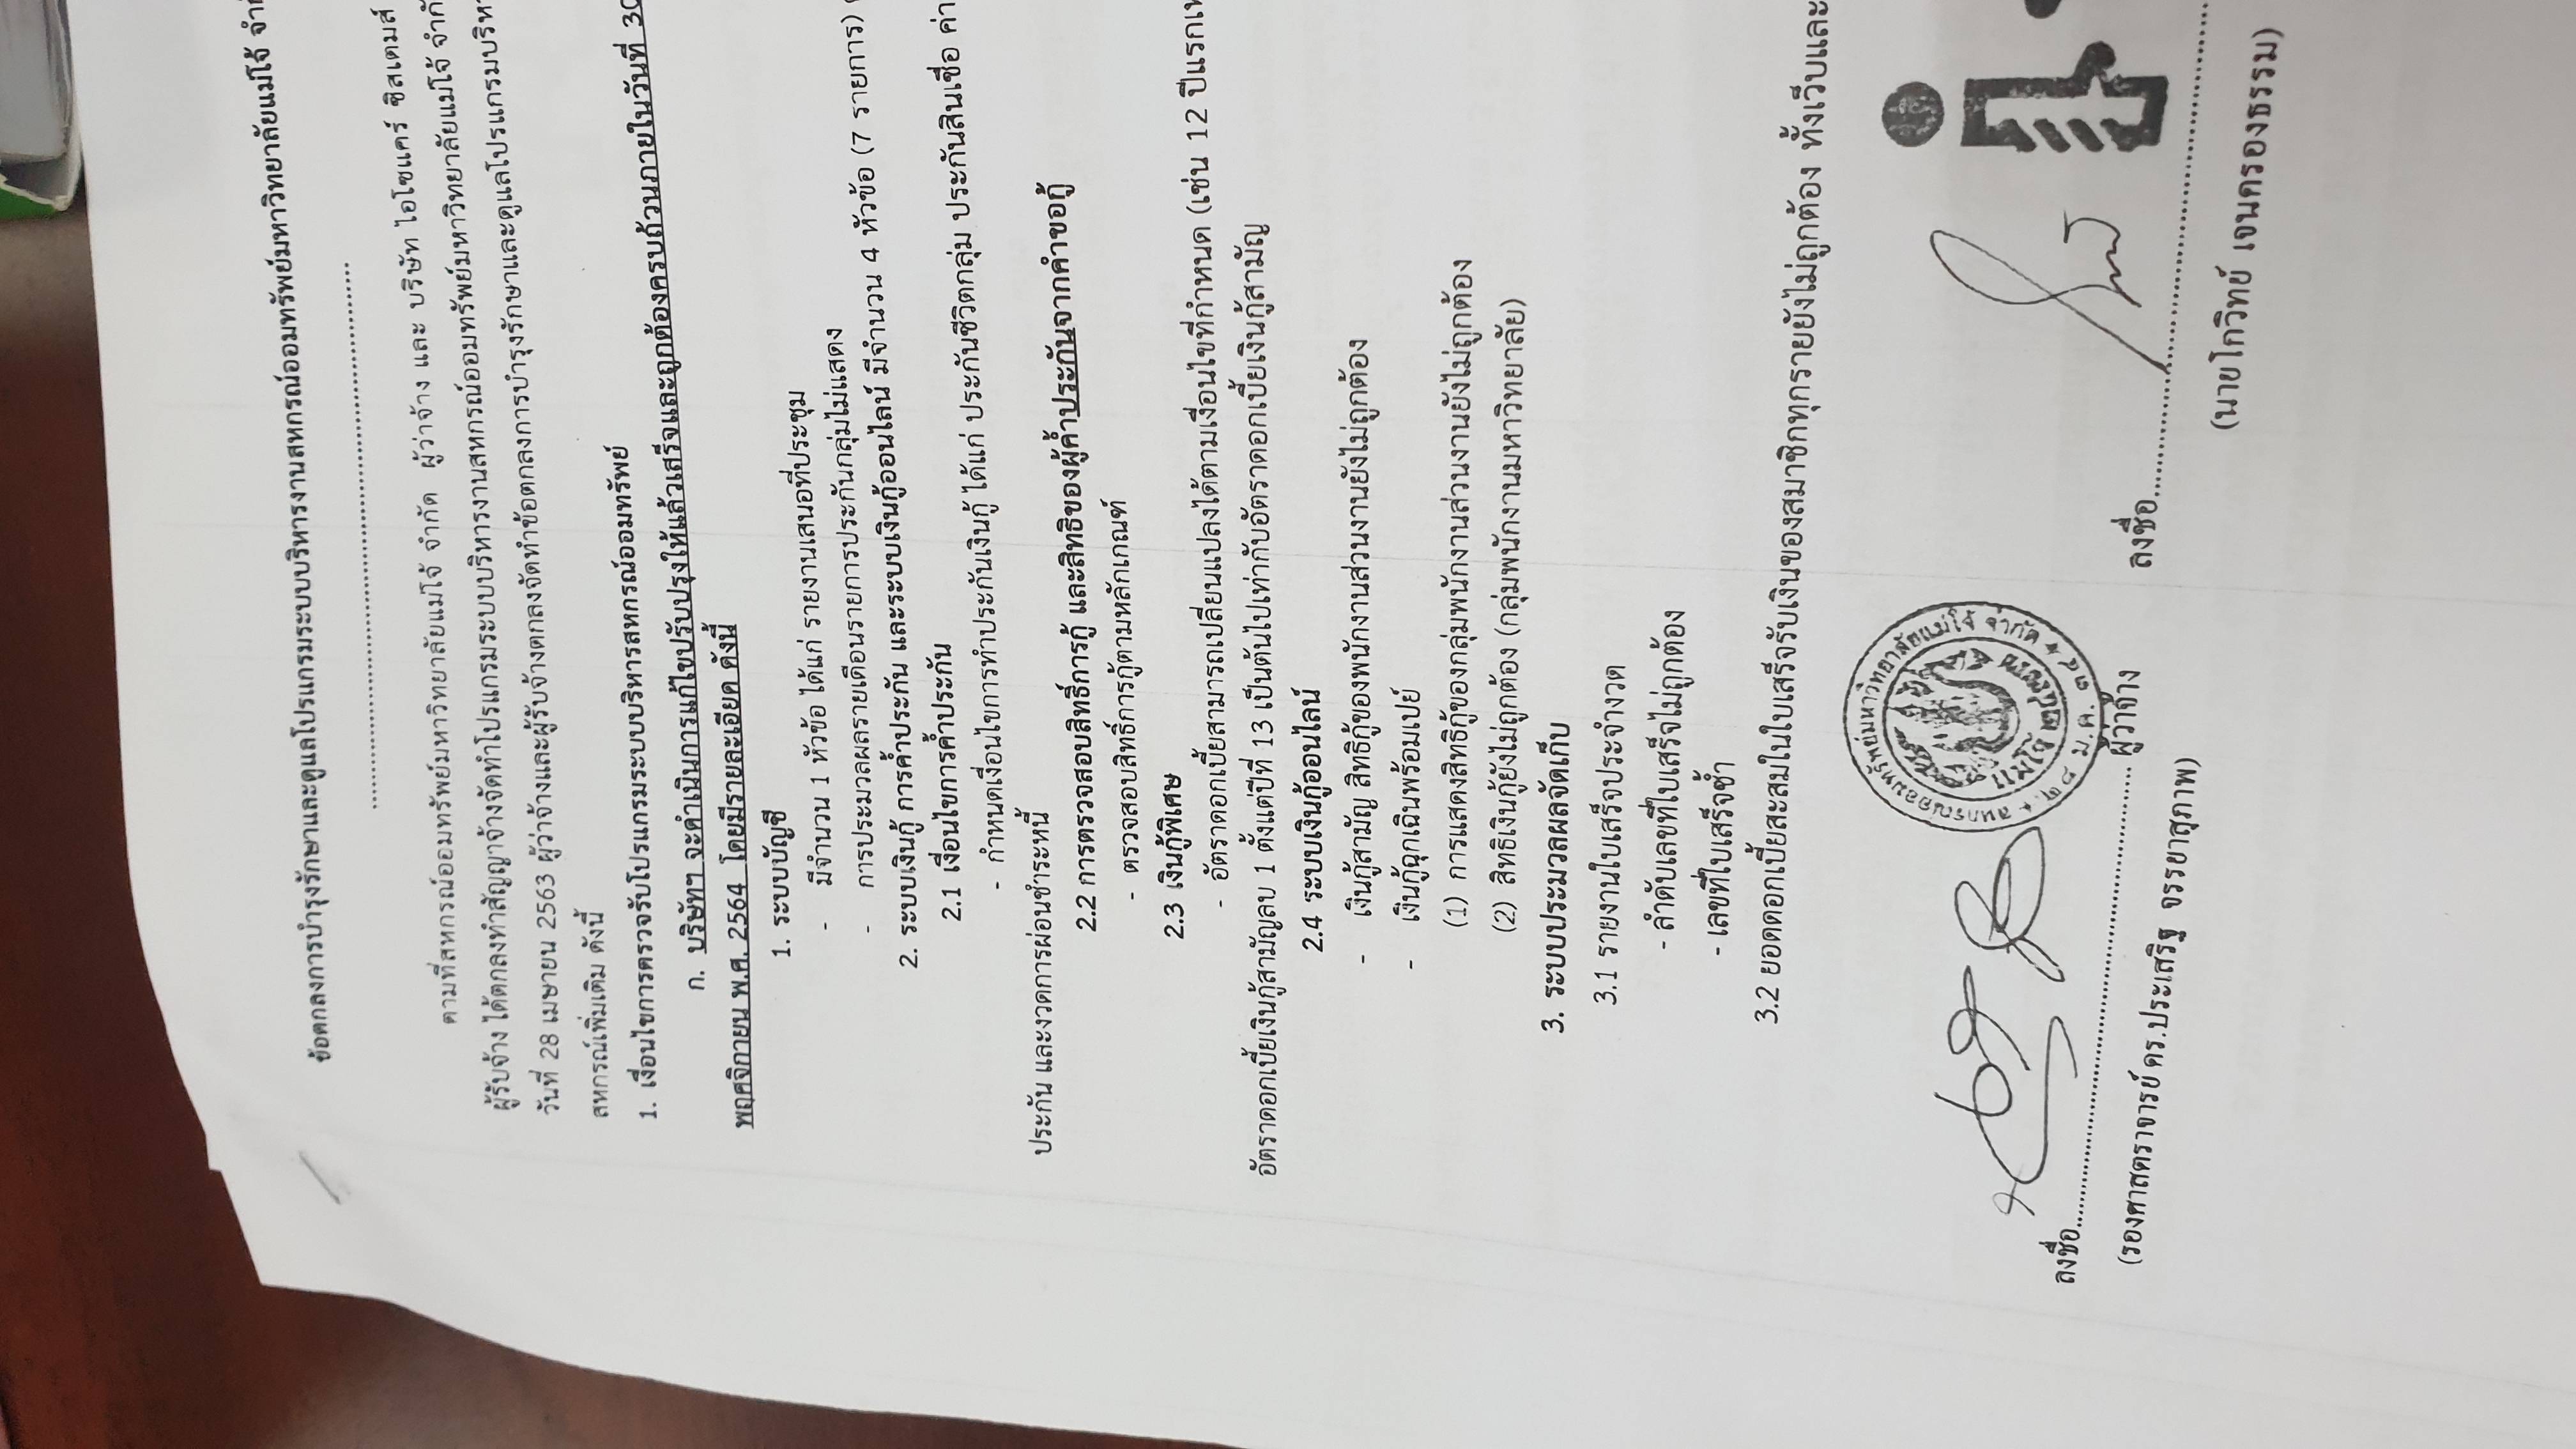 ข้อตกลงการบำรุงรักษาและดูแลโปรแกรมระบบบริหารงานสหกรณ์ออมทรัพย์มหาวิทยาลัยแม่โจ้ จำกั
ตามที่สหกรณ์ออมทรัพย์มหาวิทยาลัยแม่โจ้ จำกัด ผู้ว่าจ้าง และ บริษัท ไอโซแคร์ ซิสเตมส์
ผู้รับจ้าง ได้ตกลงทำสัญญาจ้างจัดทำโปรแกรมระบบบริหารงานสหกรณ์ออมทรัพย์มหาวิทยาลัยแม่โจ้ จำกั
วันที่ 28 เมษายน 2563 ผู้ว่าจ้างและผู้รับจ้างตกลงจัดทำข้อตกลงการบำรุงรักษาและดูแลโปรแกรมระบบบริห
สหกรณ์เพิ่มเติม ดังนี้
1. เงื่อนไขการตรวจรับโปรแกรมระบบบริหารสหกรณ์ออมทรัพย์
ก. บริษัทฯ จะดำเนินการแก้ไขปรับปรุงให้แล้วเสร็จและถูกต้องครบถ้วนภายในวันที่ 30
พฤศจิกายน พ.ศ. 2564 โดยมีรายละเอียด ดังนี้
1. ระบบบัญชี
- มีจำนวน 1 หัวข้อ ได้แก่ รายงานเสนอที่ประชุม
- การประมวลผลรายเดือนรายการประกันกลุ่มไม่แสดง
2. ระบบเงินกู้ การค้ำประกัน และระบบเงินกู้ออนไลน์ มีจำนวน 4 หัวข้อ (7 รายการ)
2.1 เงื่อนไขการค้ำประกัน
- กำหนดเงื่อนไขการทำประกันเงินกู้ ได้แก่ ประกันชีวิตกลุ่ม ประกันสินเชื่อ ค่า
ประกัน และงวดการผ่อนชำระหนี้
2.2 การตรวจสอบสิทธิ์การกู้ และสิทธิของผู้ค้ำประกันจากคำขอกู้
- ตรวจสอบสิทธิ์การกู้ตามหลักเกณฑ์
2.3 เงินกู้พิเศษ
- อัตราดอกเบี้ยสามารถเปลี่ยนแปลงได้ตามเงื่อนไขที่กำหนด (เช่น 12 ปีแรกเท
อัตราดอกเบี้ยเงินกู้สามัญลบ 1 ตั้งแต่ปีที่ 13 เป็นต้นไปเท่ากับอัตราดอกเบี้ยเงินกู้สามัญ
2.4 ระบบเงินกู้ออนไลน์
- เงินกู้สามัญ สิทธิกู้ของพนักงานส่วนงานยังไม่ถูกต้อง
- เงินกู้ฉุกเฉินพร้อมเปย์
(1) การแสดงสิทธิกู้ของกลุ่มพนักงานส่วนงานยังไม่ถูกต้อง
(2) สิทธิเงินกู้ยังไม่ถูกต้อง (กลุ่มพนักงานมหาวิทยาลัย)
3. ระบบประมวลผลจัดเก็บ
3.1 รายงานใบเสร็จประจำงวด
- ลำดับเลขที่ใบเสร็จไม่ถูกต้อง
- เลขที่ใบเสร็จซ้ำ
3.2 ยอดดอกเบี้ยสะสมในใบเสร็จรับเงินของสมาชิกทุกรายยังไม่ถูกต้อง ทั้งเว็บและ
ลงชื่อ ผู้ว่าจ้าง
(รองศาสตราจารย์ ดร.ประเสริฐ จรรยาสุภาพ)
ลงชื่อ
(นายโกวิทย์ เจนครองธรรม)